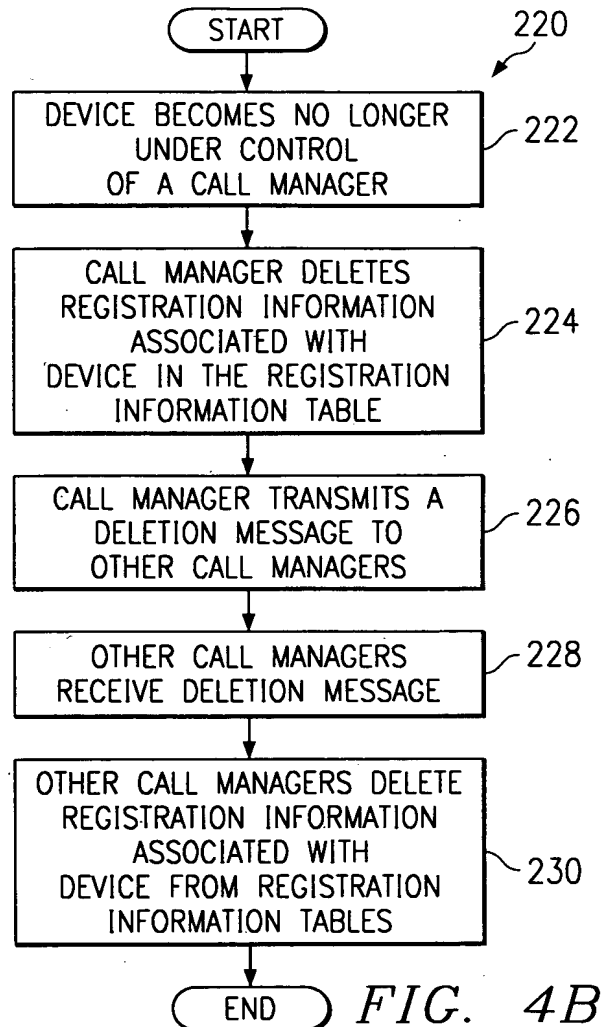 START
220
DEVICE BECOMES NO LONGER
UNDER CONTROL
OF A CALL MANAGER
222
CALL MANAGER DELETES
REGISTRATION INFORMATION
ASSOCIATED WITH
DEVICE IN THE REGISTRATION
INFORMATION TABLE
224
CALL MANAGER TRANSMITS A
DELETION MESSAGE TO
OTHER CALL MANAGERS
226
OTHER CALL MANAGERS
RECEIVE DELETION MESSAGE
228
OTHER CALL MANAGERS DELETE
REGISTRATION INFORMATION
ASSOCIATED WITH
DEVICE FROM REGISTRATION
INFORMATION TABLES
230
END
FIG. 4B